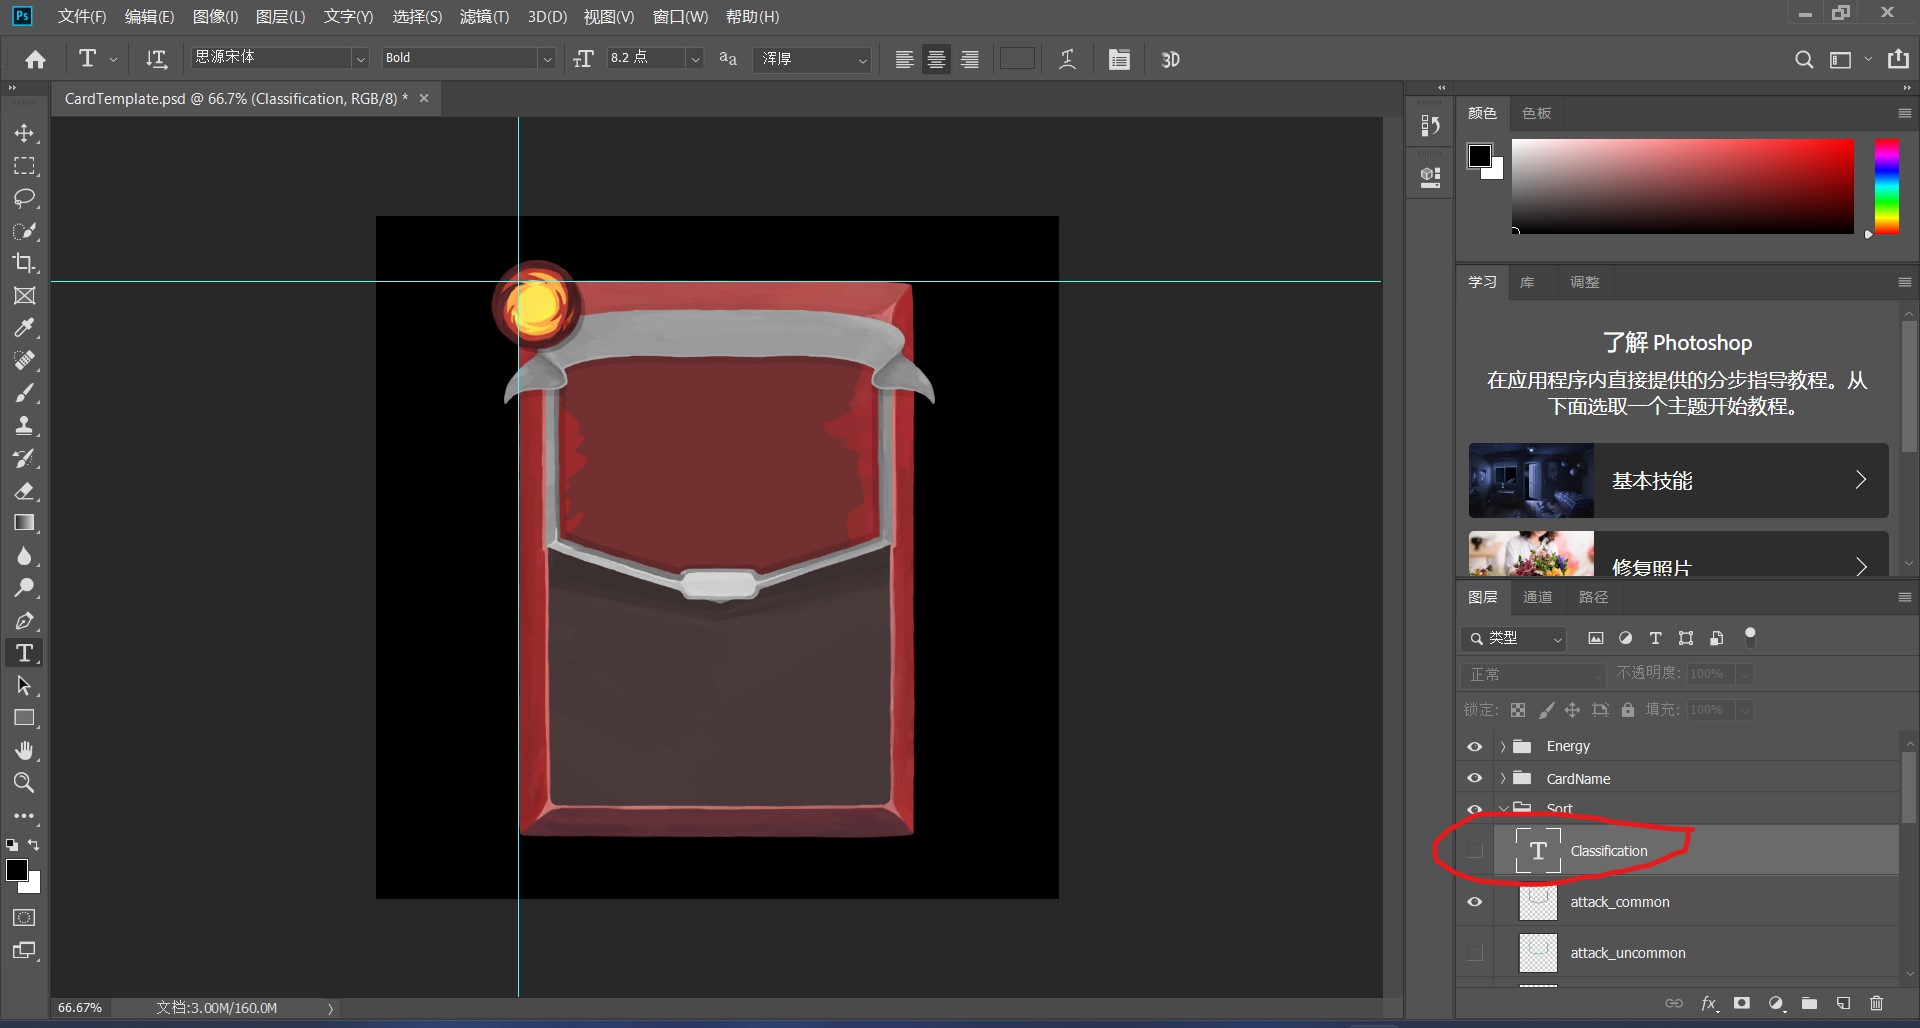 Ps 文件(F) 编辑(E) 图像(I) 图层(L) 文字(Y) 选择(S) 滤镜(T) 3D(D) 视图(V) 窗口(W) 帮助(H)
T 思源宋体 Bold 8.2 点 aa 浑厚 3D
CardTemplate.psd @ 66.7% (Classification, RGB/8) * ×
颜色 色板
学习 库 调整
了解 Photoshop
在应用程序内直接提供的分步指导教程。从
下面选取一个主题开始教程。
基本技能
修复照片
图层 通道 路径
类型
正常 不透明度: 100%
锁定: 填充: 100%
Energy
CardName
Sort
T Classification
attack_common
attack_uncommon
66.67% 文档:3.00M/160.0M
fx